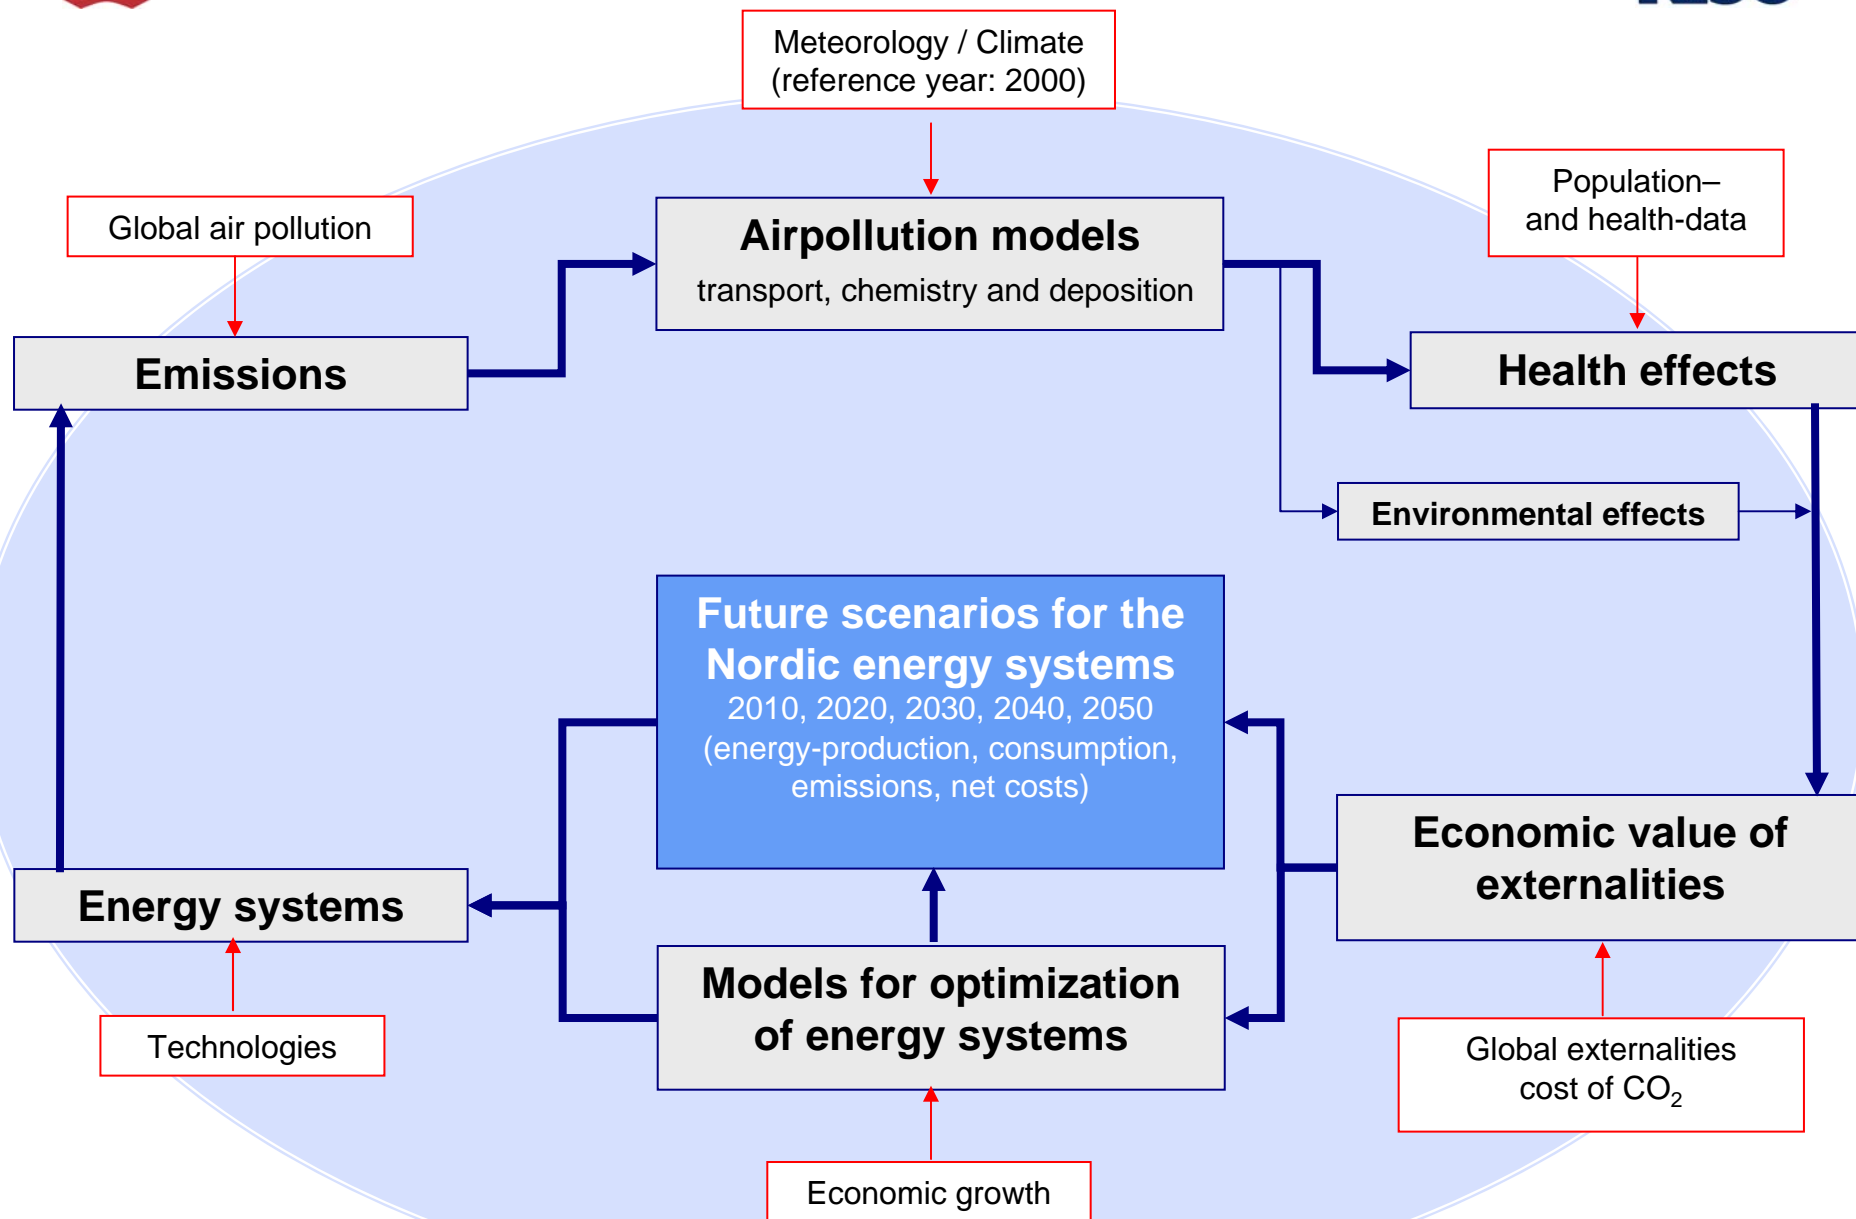 Meteorology / Climate
(reference year: 2000)
Population–
and health-data
Global air pollution
Airpollution models
transport, chemistry and deposition
Emissions
Health effects
Environmental effects
Future scenarios for the
Nordic energy systems
2010, 2020, 2030, 2040, 2050
(energy-production, consumption,
emissions, net costs)
Economic value of
externalities
Energy systems
Models for optimization
of energy systems
Technologies
Global externalities
cost of CO₂
Economic growth